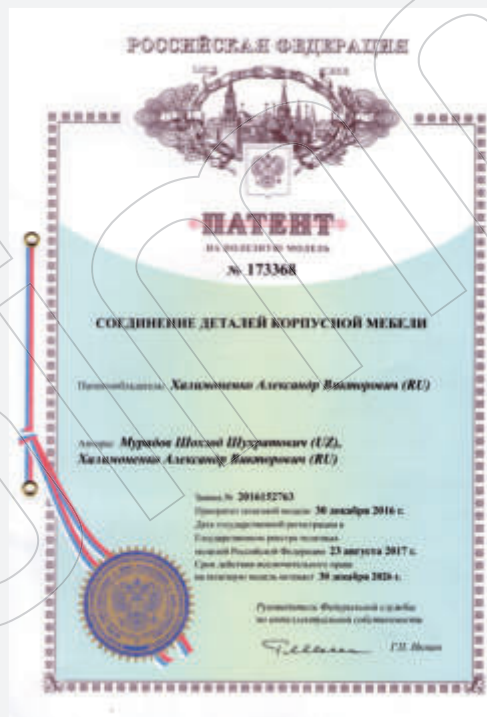 РОССИЙСКАЯ ФЕДЕРАЦИЯ
ПАТЕНТ
НА ПОЛЕЗНУЮ МОДЕЛЬ
№ 173368
СОЕДИНЕНИЕ ДЕТАЛЕЙ КОРПУСНОЙ МЕБЕЛИ
Патентообладатель: Халимоненко Александр Викторович (RU)
Авторы: Мурадов Шохзод Шухратович (UZ),
Халимоненко Александр Викторович (RU)
Заявка № 2016152763
Приоритет полезной модели 30 декабря 2016 г.
Дата государственной регистрации в
Государственном реестре полезных
моделей Российской Федерации 23 августа 2017 г.
Срок действия исключительного права
на полезную модель истекает 30 декабря 2026 г.
Руководитель Федеральной службы
по интеллектуальной собственности
Г.П. Ивлиев